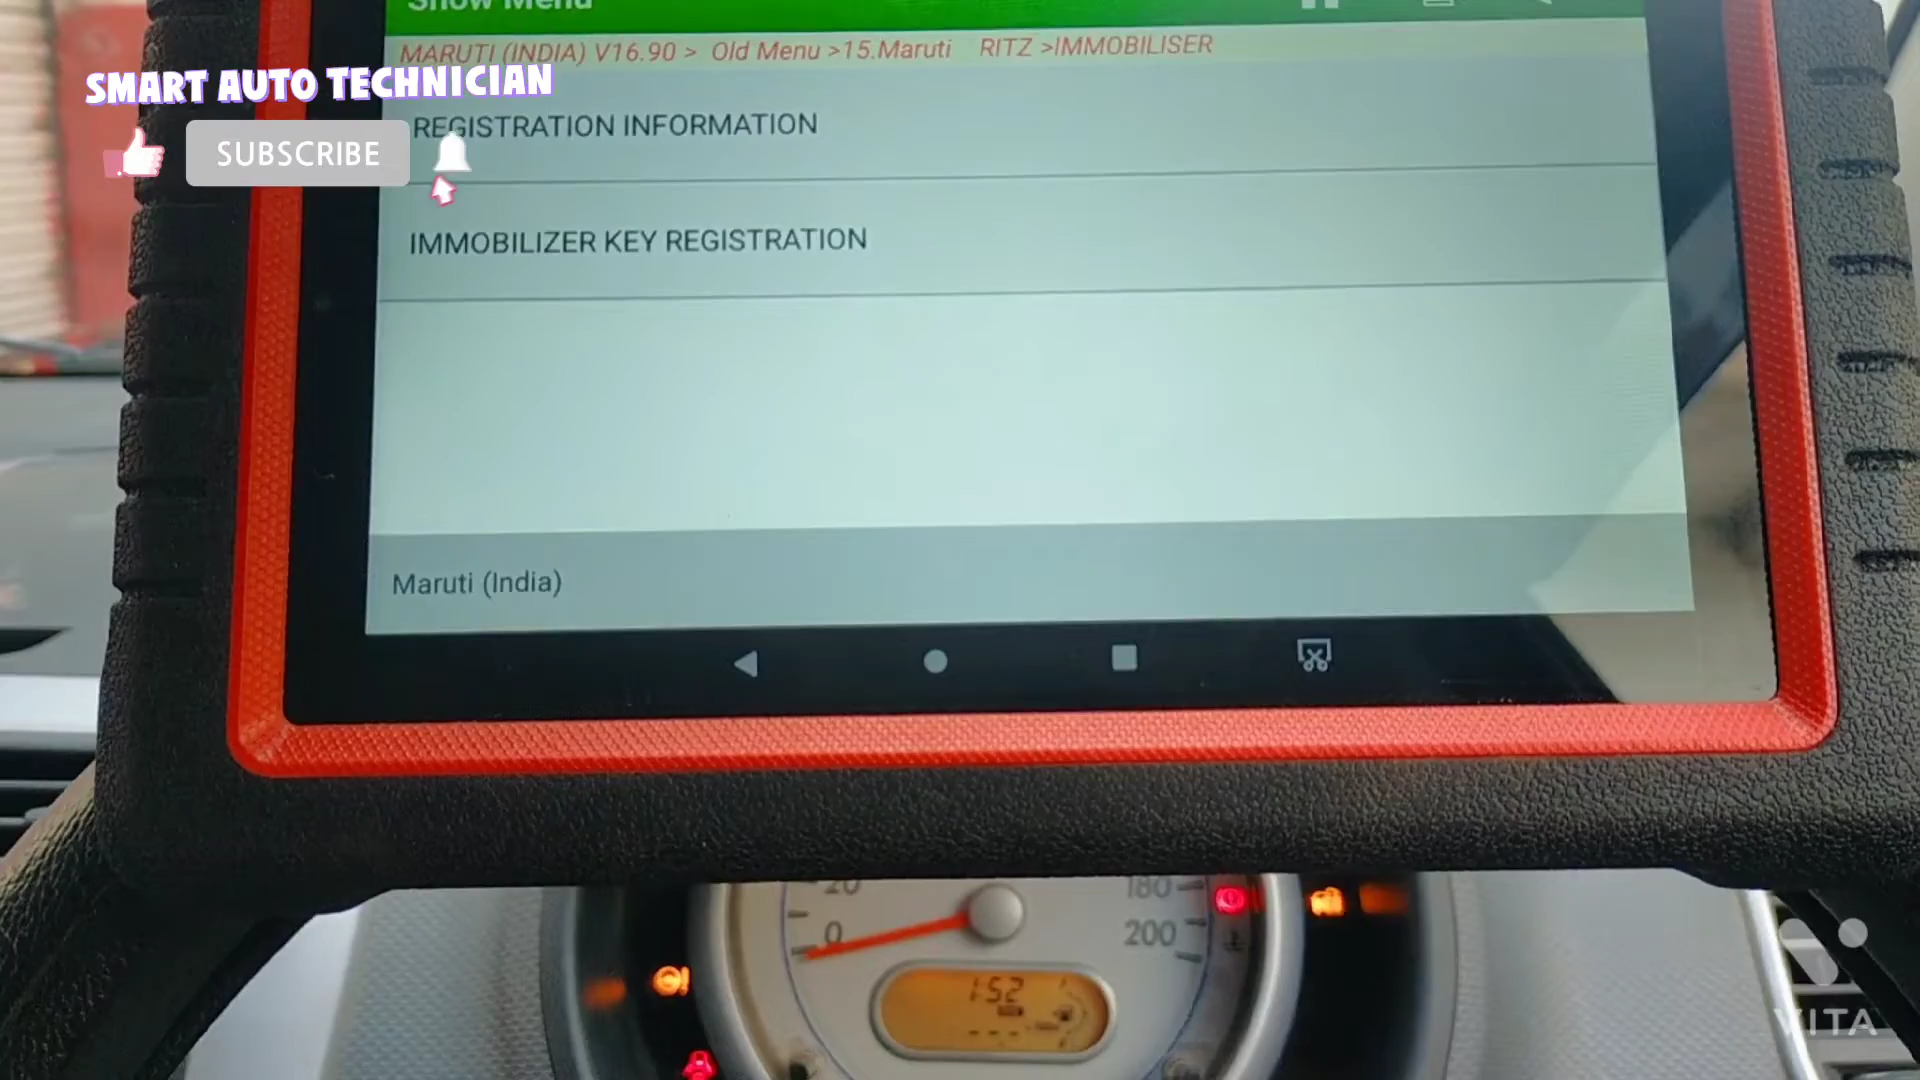 Show Menu
MARUTI (INDIA) V16.90 > Old Menu >15.Maruti RITZ >IMMOBILISER
SMART AUTO TECHNICIAN
REGISTRATION INFORMATION
SUBSCRIBE
IMMOBILIZER KEY REGISTRATION
Maruti (India)
20
180
0
200
1:52
VITA